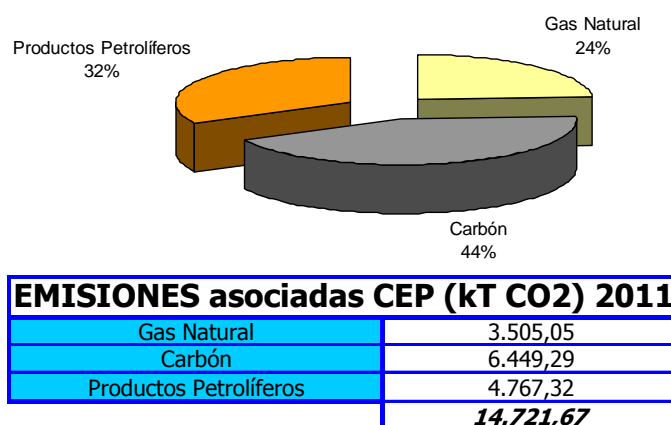 Gas Natural
24%
Productos Petrolíferos
32%
Carbón
44%
EMISIONES asociadas CEP (kT CO2) 2011
Gas Natural 3.505,05
Carbón 6.449,29
Productos Petrolíferos 4.767,32
14.721,67